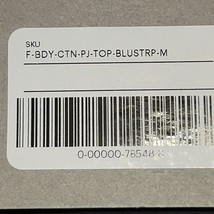 SKU
F-BDY-CTN-PJ-TOP-BLUSTRP-M
0-00000-78548-